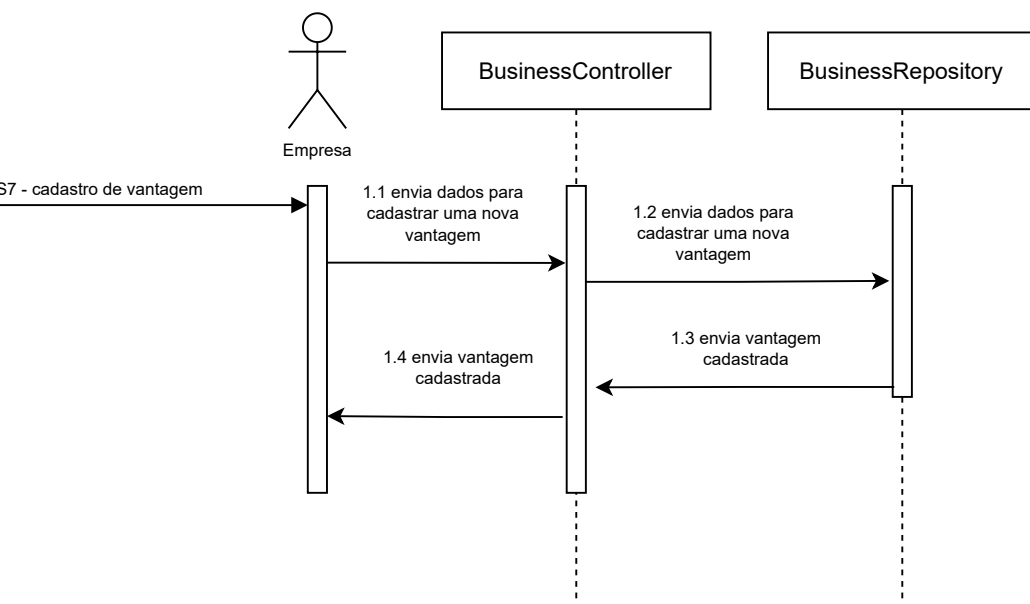 BusinessController
BusinessRepository
Empresa
S7 - cadastro de vantagem
1.1 envia dados para
cadastrar uma nova
vantagem
1.2 envia dados para
cadastrar uma nova
vantagem
1.3 envia vantagem
cadastrada
1.4 envia vantagem
cadastrada